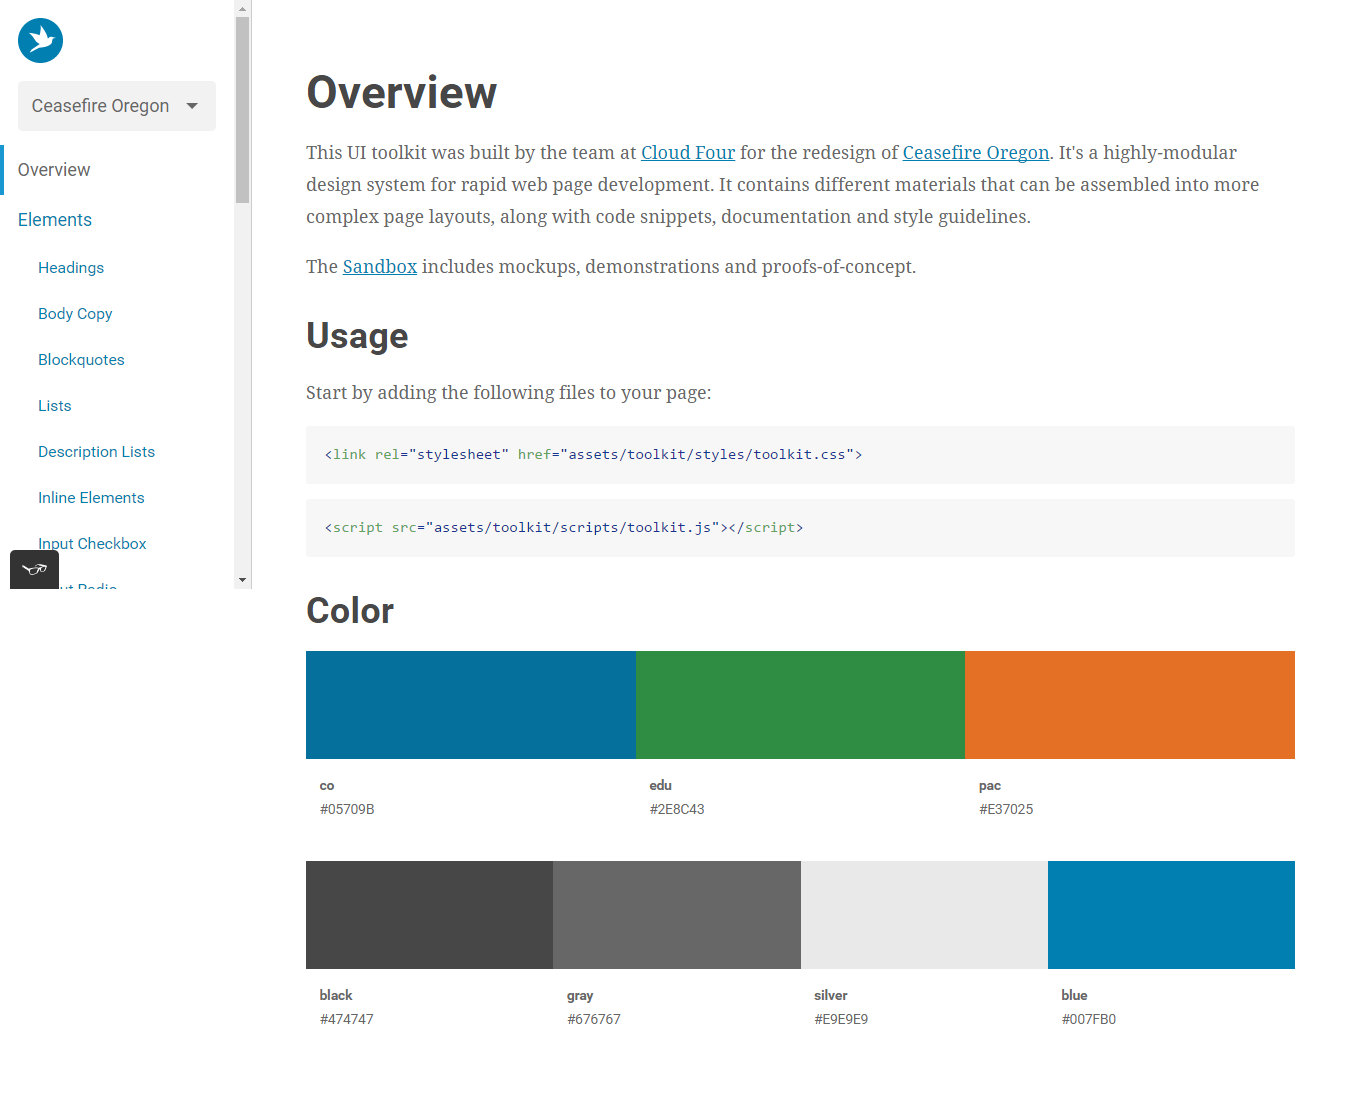 Ceasefire Oregon
Overview
Elements
Headings
Body Copy
Blockquotes
Lists
Description Lists
Inline Elements
Input Checkbox
Overview
This UI toolkit was built by the team at Cloud Four for the redesign of Ceasefire Oregon. It's a highly-modular
design system for rapid web page development. It contains different materials that can be assembled into more
complex page layouts, along with code snippets, documentation and style guidelines.
The Sandbox includes mockups, demonstrations and proofs-of-concept.
Usage
Start by adding the following files to your page:
<link rel="stylesheet" href="assets/toolkit/styles/toolkit.css">
<script src="assets/toolkit/scripts/toolkit.js"></script>
Color
co
#05709B
edu
#2E8C43
pac
#E37025
black
#474747
gray
#676767
silver
#E9E9E9
blue
#007FB0